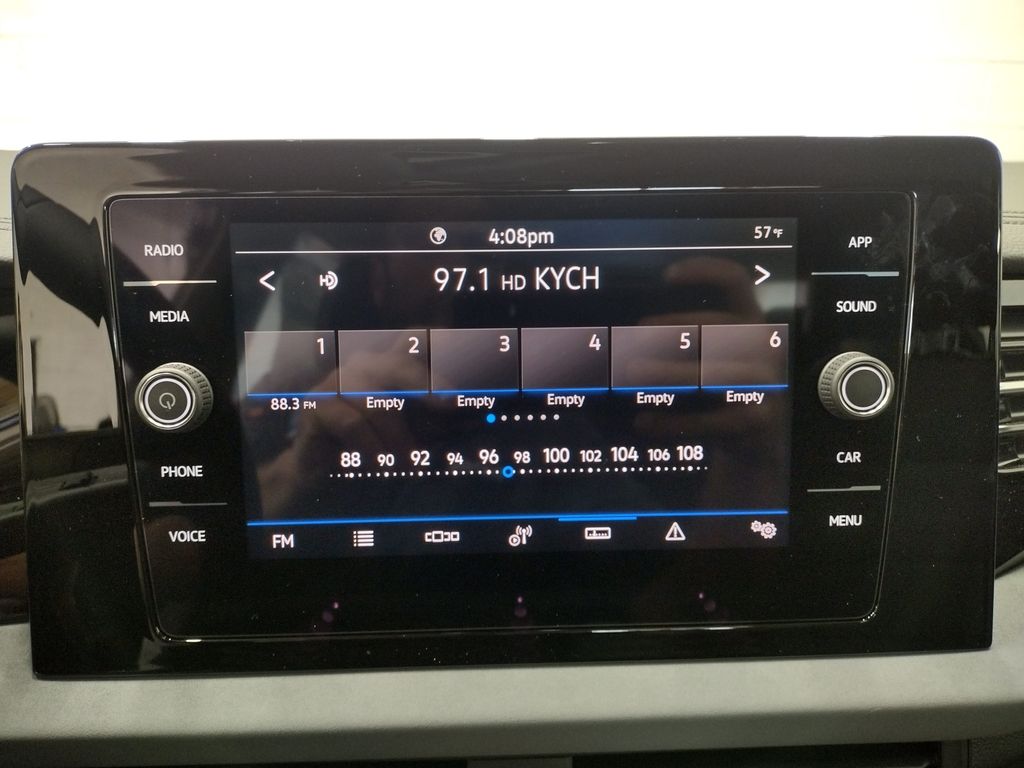 RADIO
MEDIA
PHONE
VOICE
4:08pm
57°F
< HD 97.1 HD KYCH >
1 2 3 4 5 6
88.3 FM Empty Empty Empty Empty Empty
88 90 92 94 96 98 100 102 104 106 108
FM
APP
SOUND
CAR
MENU